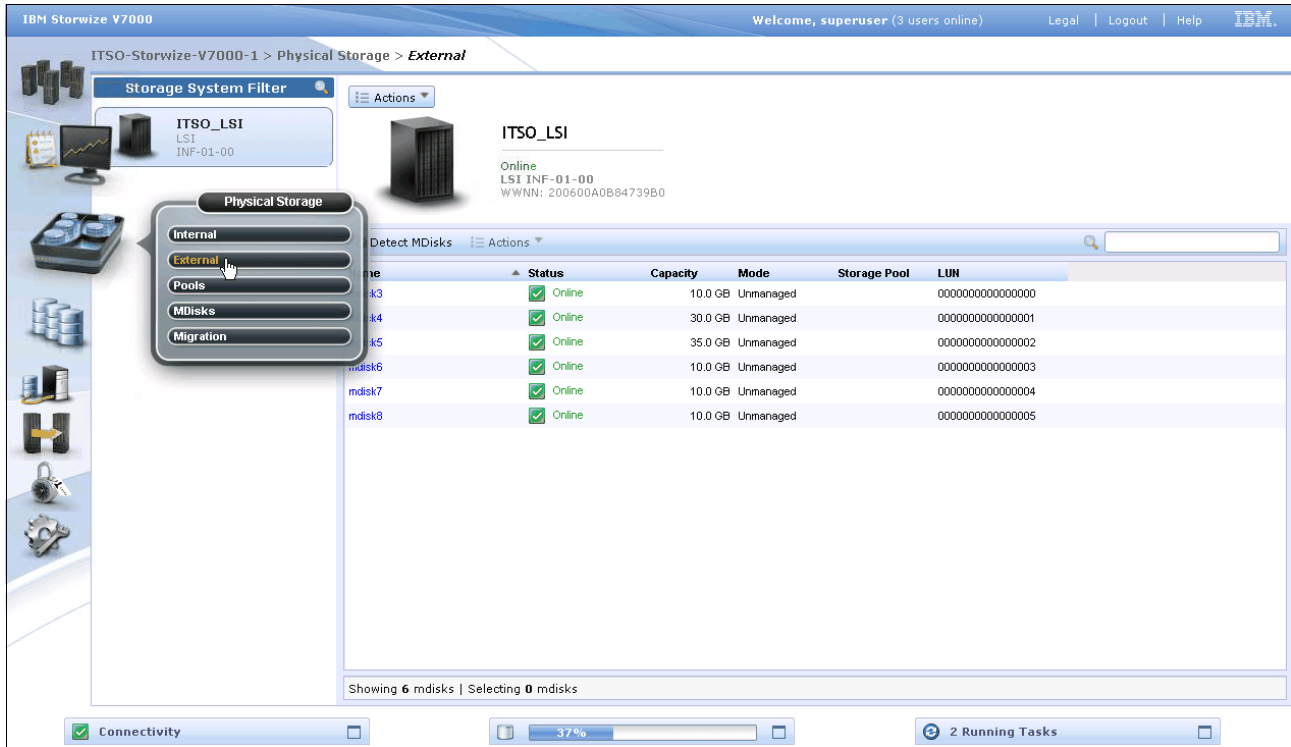 IBM Storwize V7000
Welcome, superuser (3 users online)
Legal | Logout | Help
IBM.
ITSO-Storwize-V7000-1 > Physical Storage > External
Storage System Filter
ITSO_LSI
LSI
INF-01-00
Actions
ITSO_LSI
Online
LSI INF-01-00
WWNN: 200600A0B84739B0
Physical Storage
Internal
External
Pools
MDisks
Migration
Detect MDisks Actions
Status Capacity Mode Storage Pool LUN
Online 10.0 GB Unmanaged 0000000000000000
Online 30.0 GB Unmanaged 0000000000000001
Online 35.0 GB Unmanaged 0000000000000002
mdisk6 Online 10.0 GB Unmanaged 0000000000000003
mdisk7 Online 10.0 GB Unmanaged 0000000000000004
mdisk8 Online 10.0 GB Unmanaged 0000000000000005
Showing 6 mdisks | Selecting 0 mdisks
Connectivity
37%
2 Running Tasks